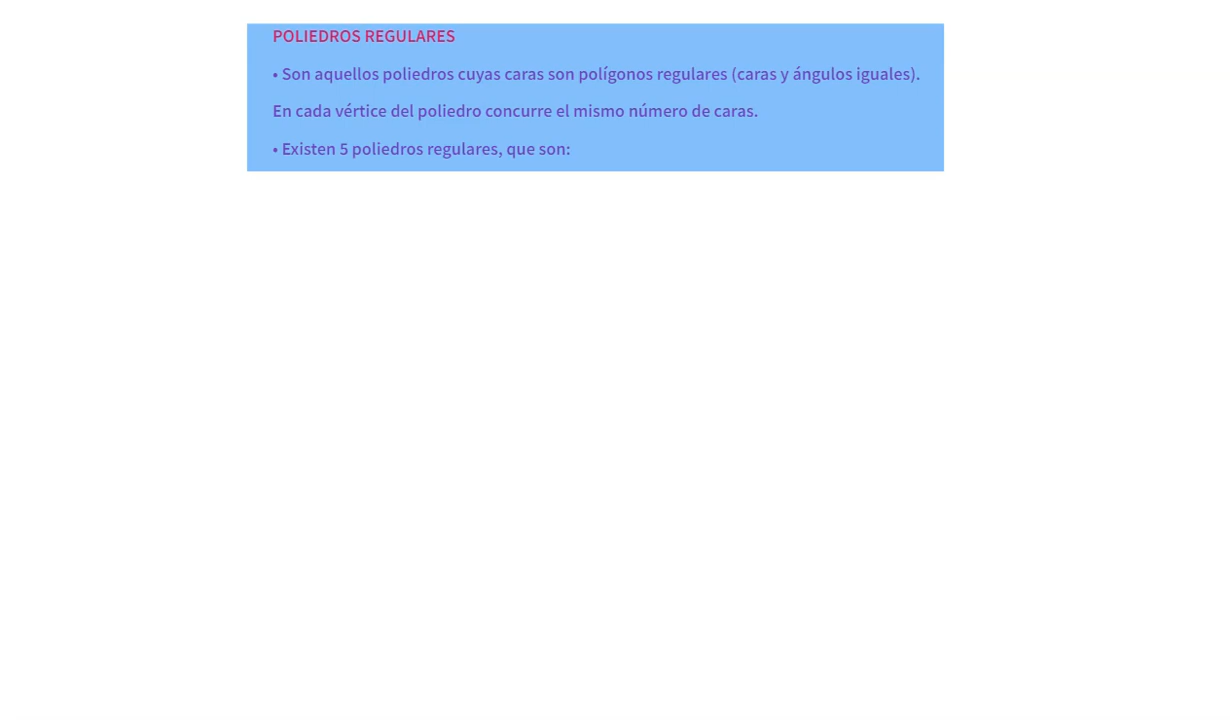 POLIEDROS REGULARES
• Son aquellos poliedros cuyas caras son polígonos regulares (caras y ángulos iguales).
En cada vértice del poliedro concurre el mismo número de caras.
• Existen 5 poliedros regulares, que son: